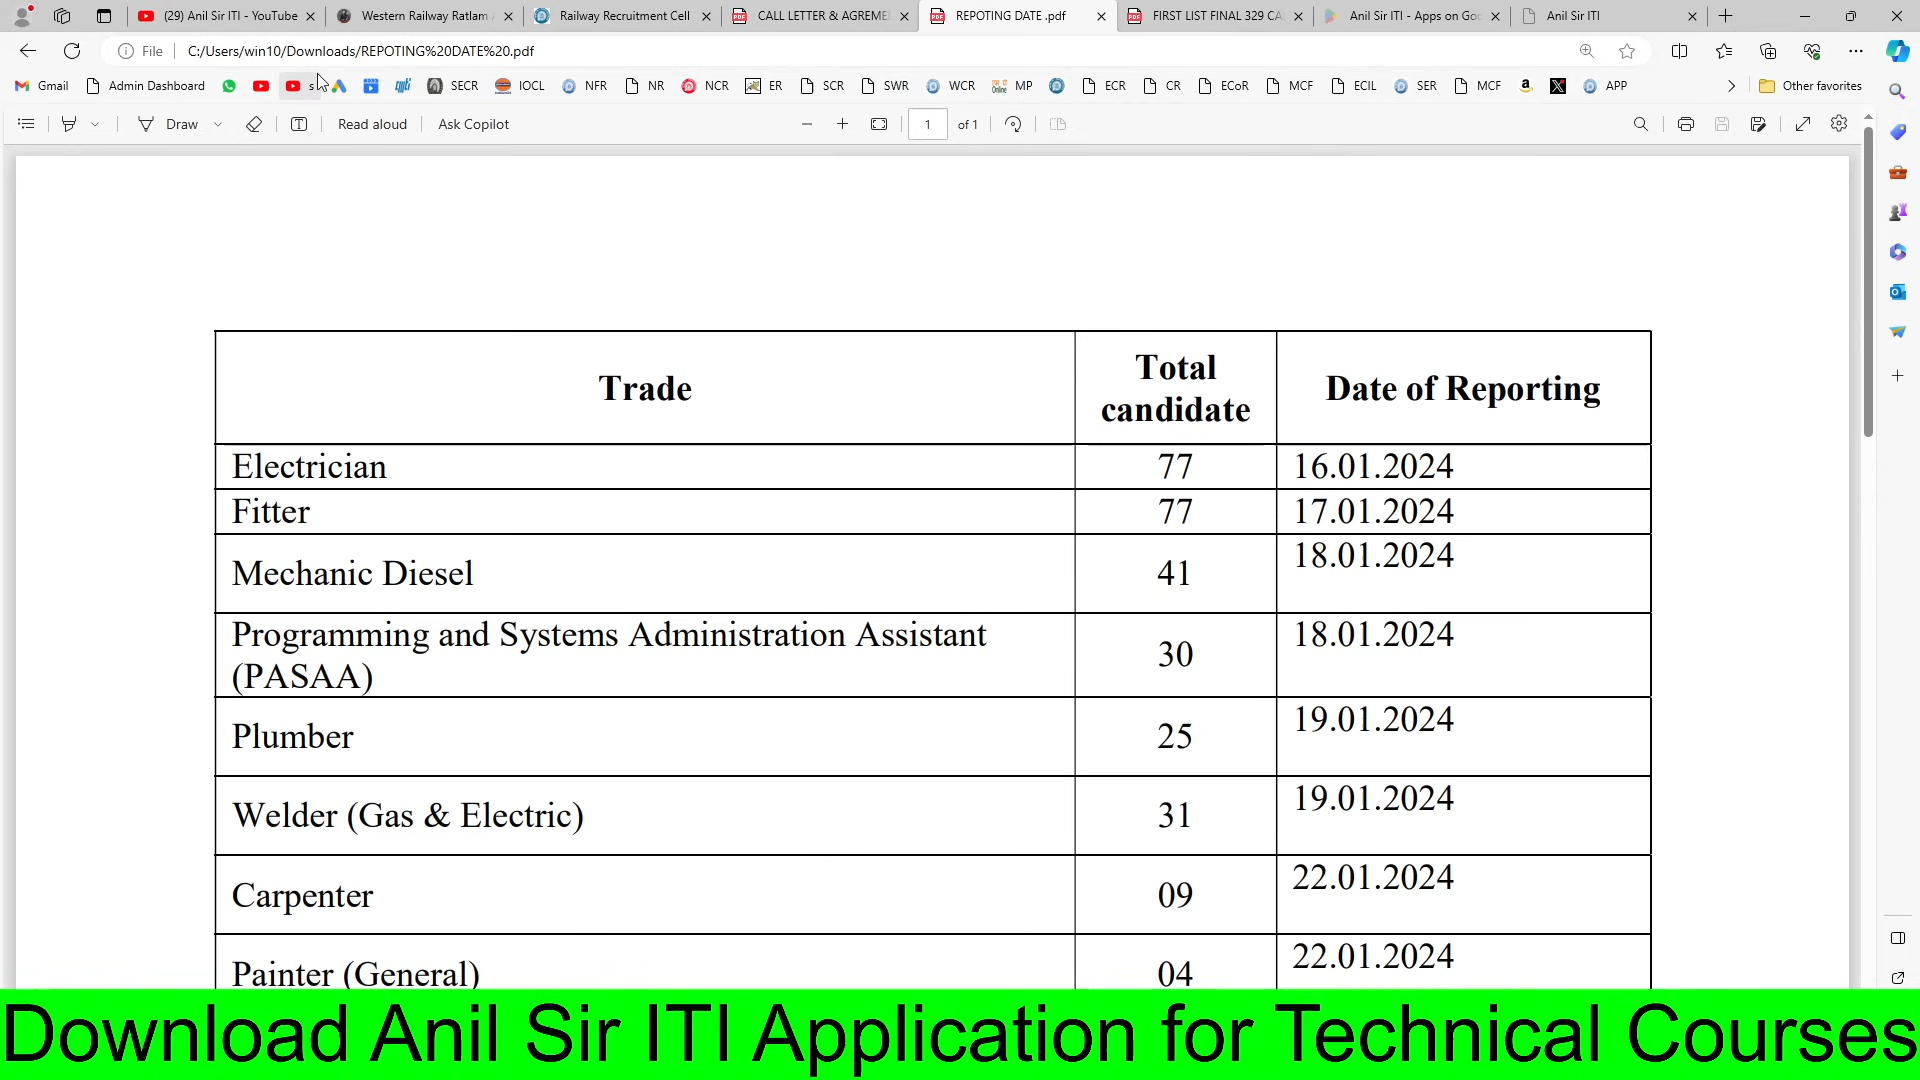 (29) Anil Sir ITI - YouTube
Western Railway Ratlam
Railway Recruitment Cell
CALL LETTER & AGREME
REPOTING DATE .pdf
FIRST LIST FINAL 329 CA
Anil Sir ITI - Apps on Goo
Anil Sir ITI
File
C:/Users/win10/Downloads/REPOTING%20DATE%20.pdf
Gmail
Admin Dashboard
s
SECR
IOCL
NFR
NR
NCR
ER
SCR
SWR
WCR
MP
ECR
CR
ECoR
MCF
ECIL
SER
MCF
APP
Other favorites
Draw
Read aloud
Ask Copilot
1
of 1
Trade
Total
candidate
Date of Reporting
Electrician 77 16.01.2024
Fitter 77 17.01.2024
Mechanic Diesel 41 18.01.2024
Programming and Systems Administration Assistant
(PASAA) 30 18.01.2024
Plumber 25 19.01.2024
Welder (Gas & Electric) 31 19.01.2024
Carpenter 09 22.01.2024
Painter (General) 04 22.01.2024
Download Anil Sir ITI Application for Technical Courses